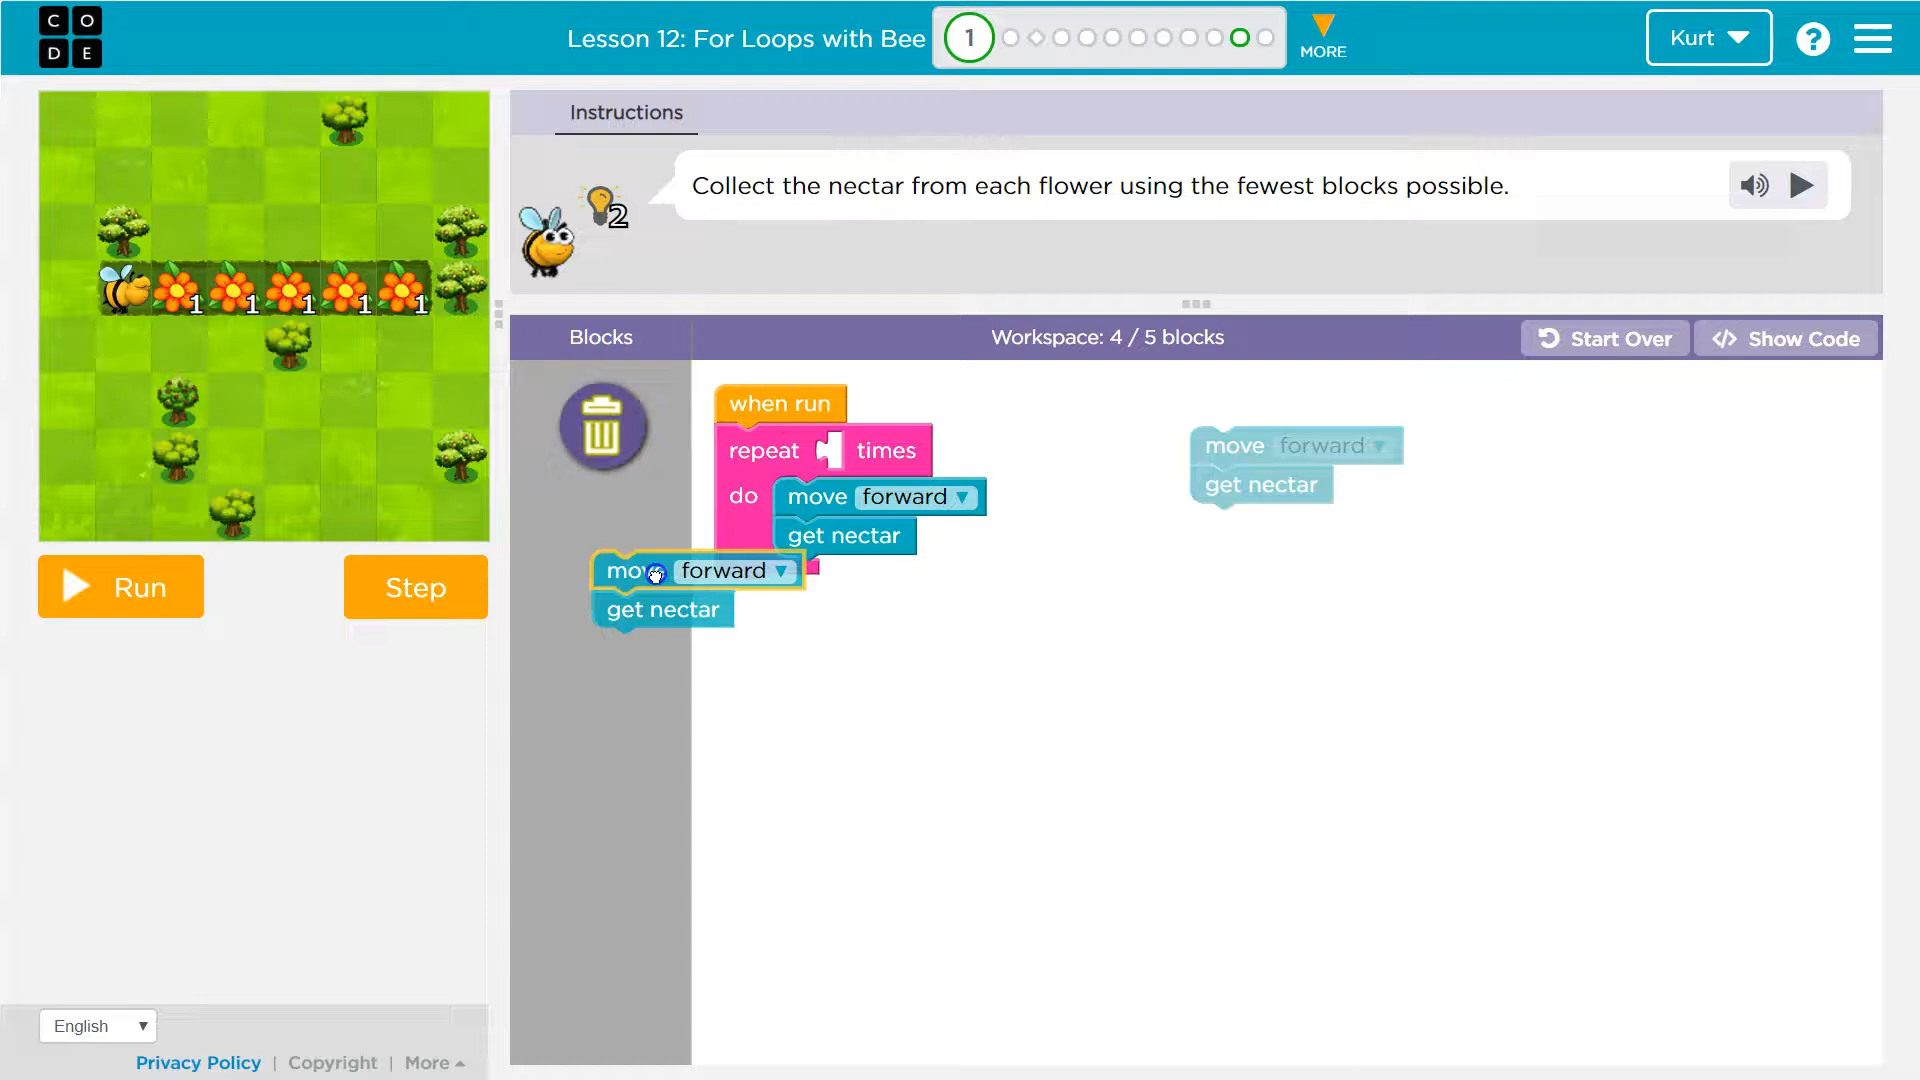 C O
D E
Lesson 12: For Loops with Bee
1
MORE
Kurt
?
Instructions
2
Collect the nectar from each flower using the fewest blocks possible.
1 1 1 1 1
Blocks
Workspace: 4 / 5 blocks
Start Over
</> Show Code
when run
repeat times
do
move forward
get nectar
move forward
get nectar
move forward
get nectar
Run
Step
English
Privacy Policy | Copyright | More